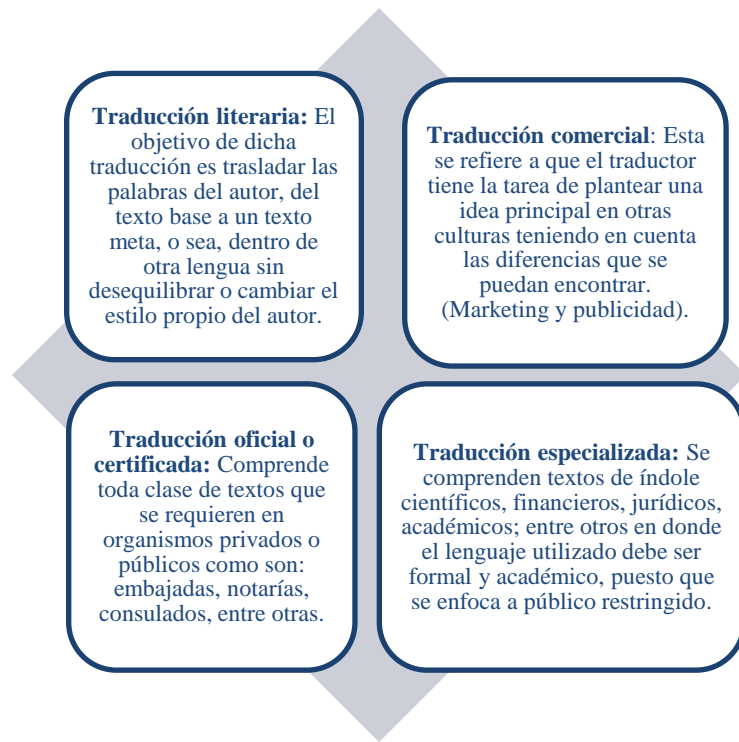 Traducción literaria: El
objetivo de dicha
traducción es trasladar las
palabras del autor, del
texto base a un texto
meta, o sea, dentro de
otra lengua sin
desequilibrar o cambiar el
estilo propio del autor.
Traducción comercial: Esta
se refiere a que el traductor
tiene la tarea de plantear una
idea principal en otras
culturas teniendo en cuenta
las diferencias que se
puedan encontrar.
(Marketing y publicidad).
Traducción oficial o
certificada: Comprende
toda clase de textos que
se requieren en
organismos privados o
públicos como son:
embajadas, notarías,
consulados, entre otras.
Traducción especializada: Se
comprenden textos de índole
científicos, financieros, jurídicos,
académicos; entre otros en donde
el lenguaje utilizado debe ser
formal y académico, puesto que
se enfoca a público restringido.